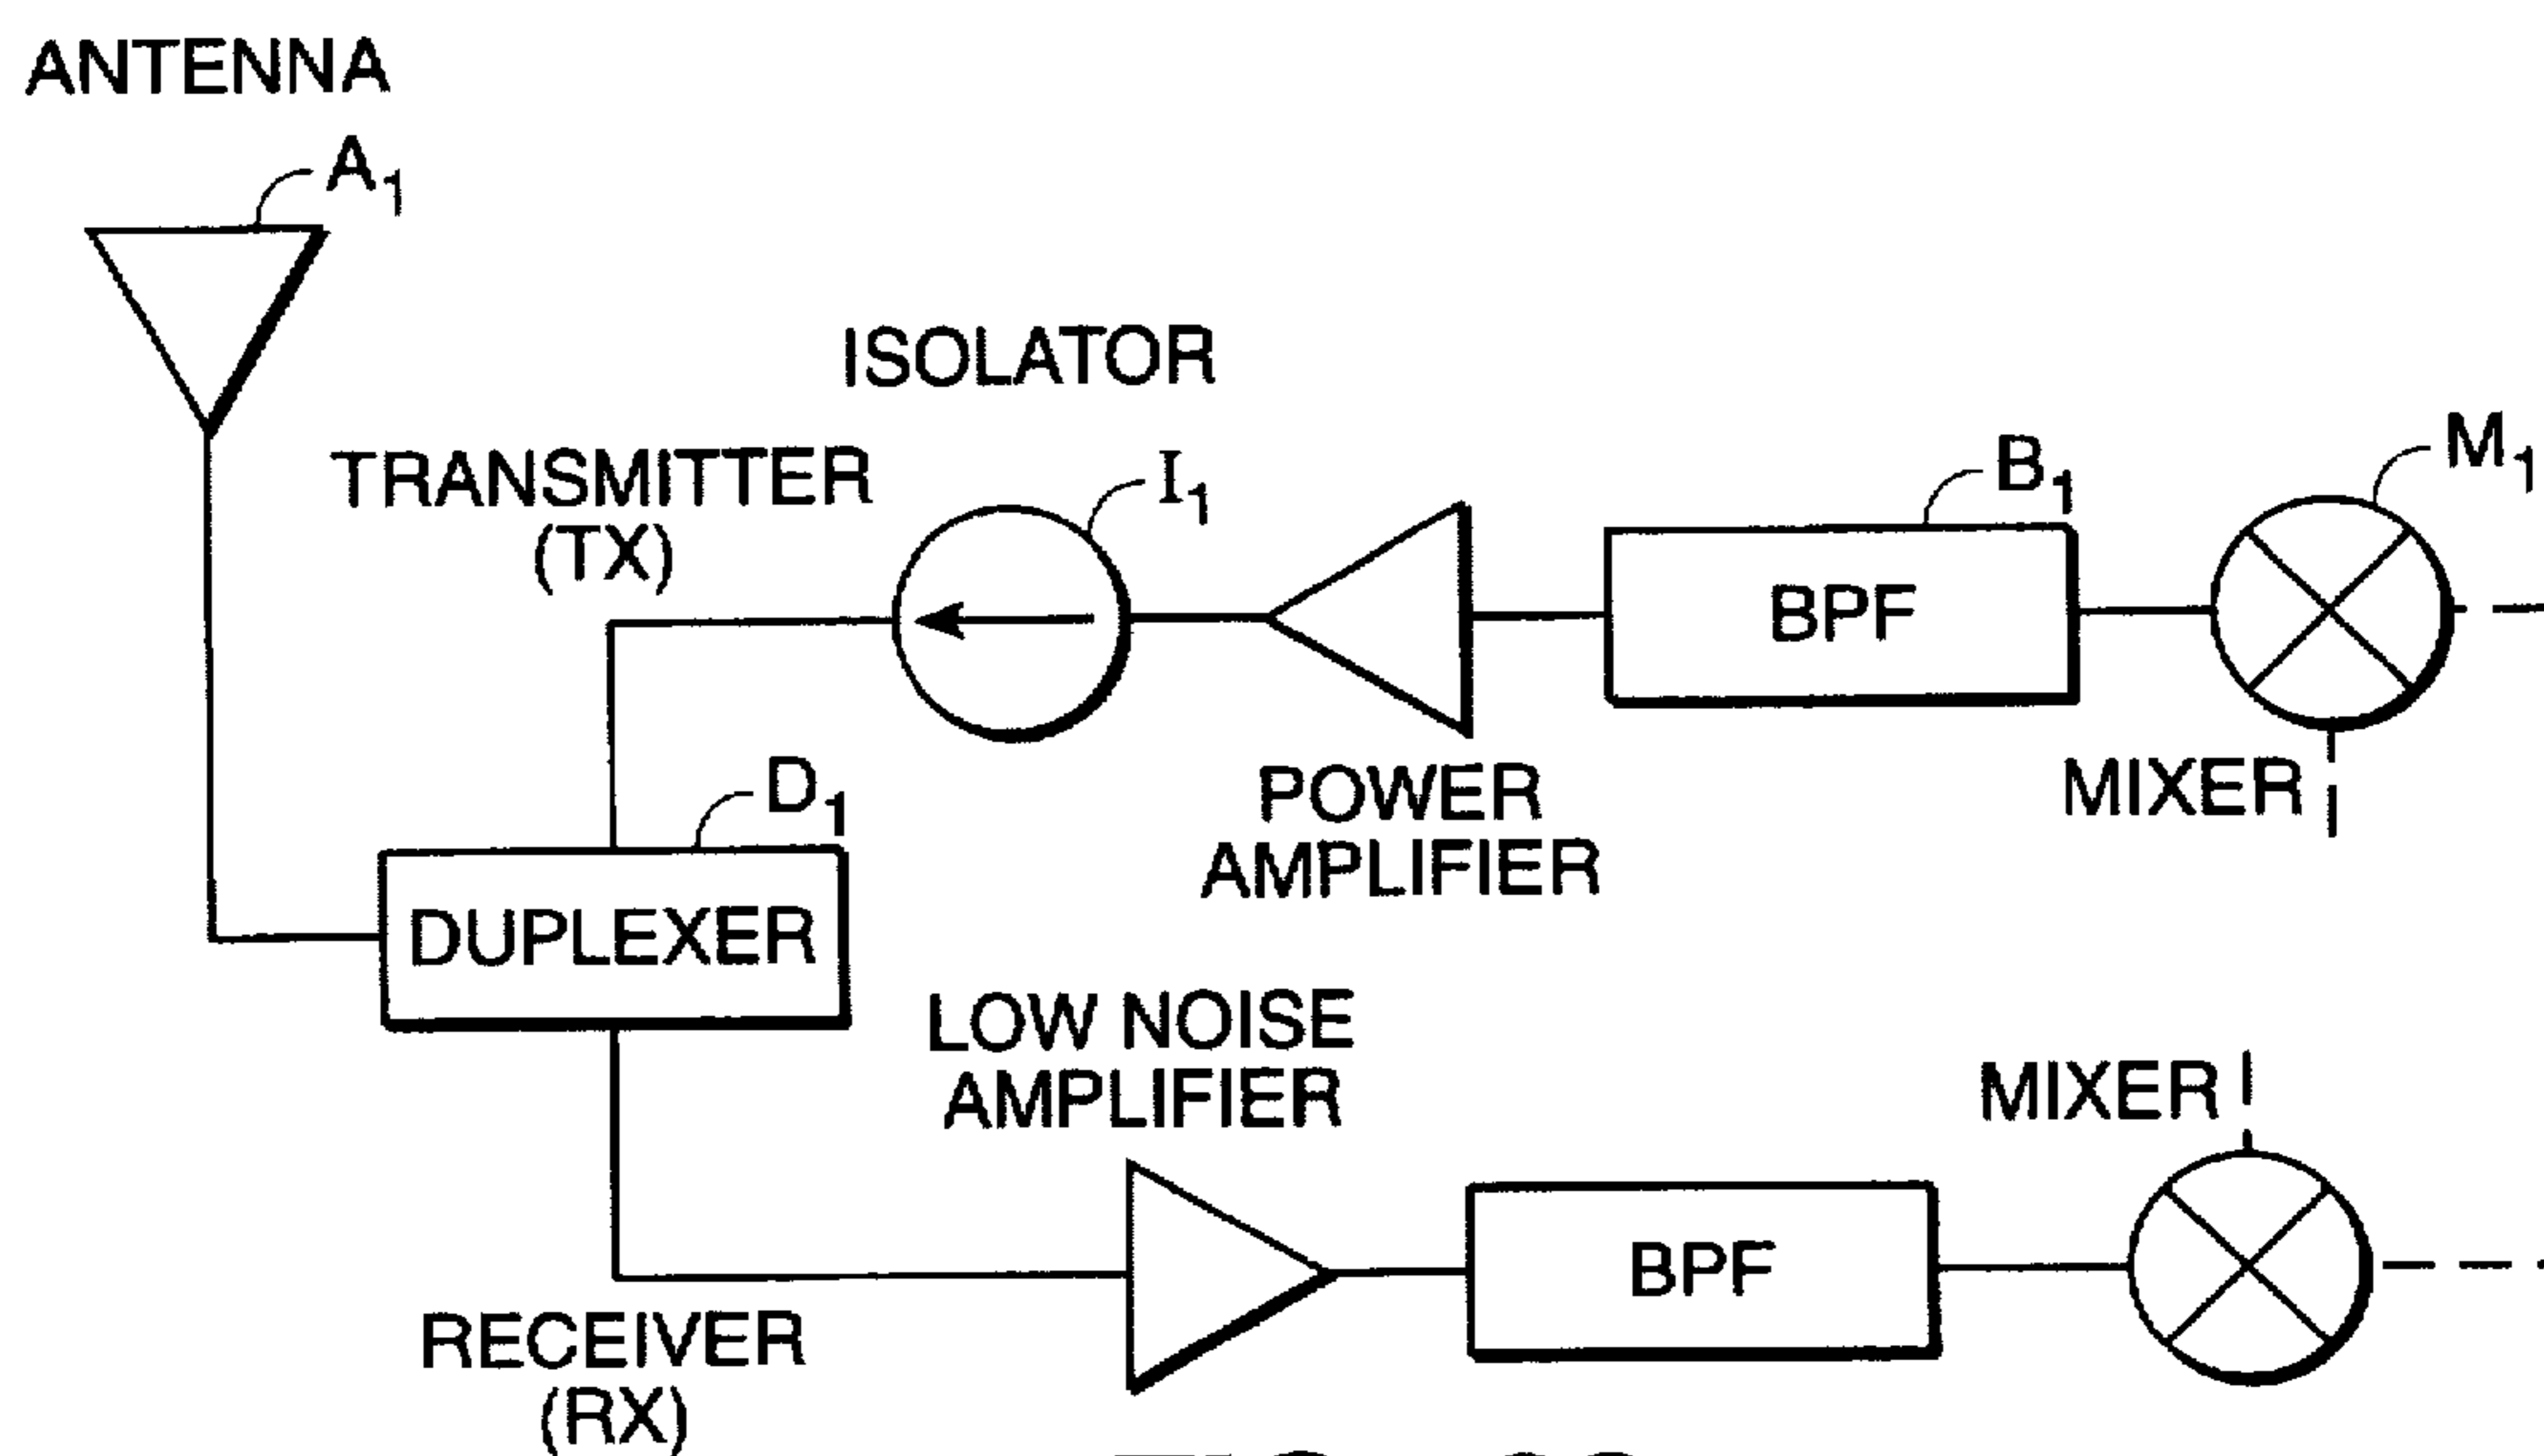 ANTENNA
A1
ISOLATOR
TRANSMITTER
(TX)
I1
B1
M1
BPF
POWER
AMPLIFIER
MIXER
D1
DUPLEXER
LOW NOISE
AMPLIFIER
MIXER
BPF
RECEIVER
(RX)